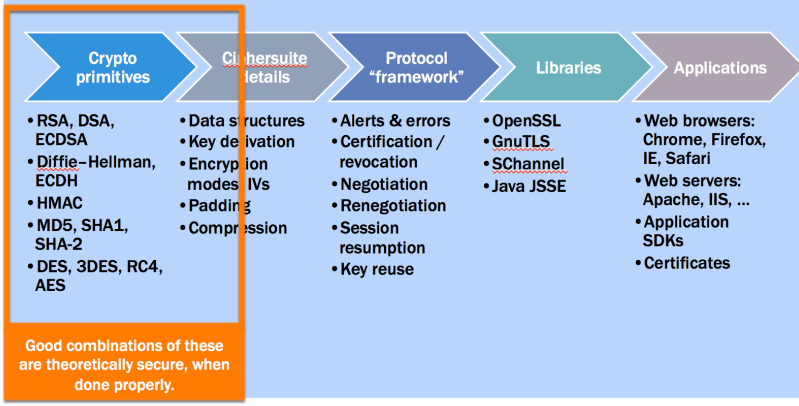 Crypto
primitives
Ciphersuite
details
Protocol
“framework”
Libraries
Applications
•RSA, DSA,
ECDSA
•Diffie–Hellman,
ECDH
•HMAC
•MD5, SHA1,
SHA-2
•DES, 3DES, RC4,
AES
•Data structures
•Key derivation
•Encryption
modes, IVs
•Padding
•Compression
•Alerts & errors
•Certification /
revocation
•Negotiation
•Renegotiation
•Session
resumption
•Key reuse
•OpenSSL
•GnuTLS
•SChannel
•Java JSSE
•Web browsers:
Chrome, Firefox,
IE, Safari
•Web servers:
Apache, IIS, ...
•Application
SDKs
•Certificates
Good combinations of these
are theoretically secure, when
done properly.